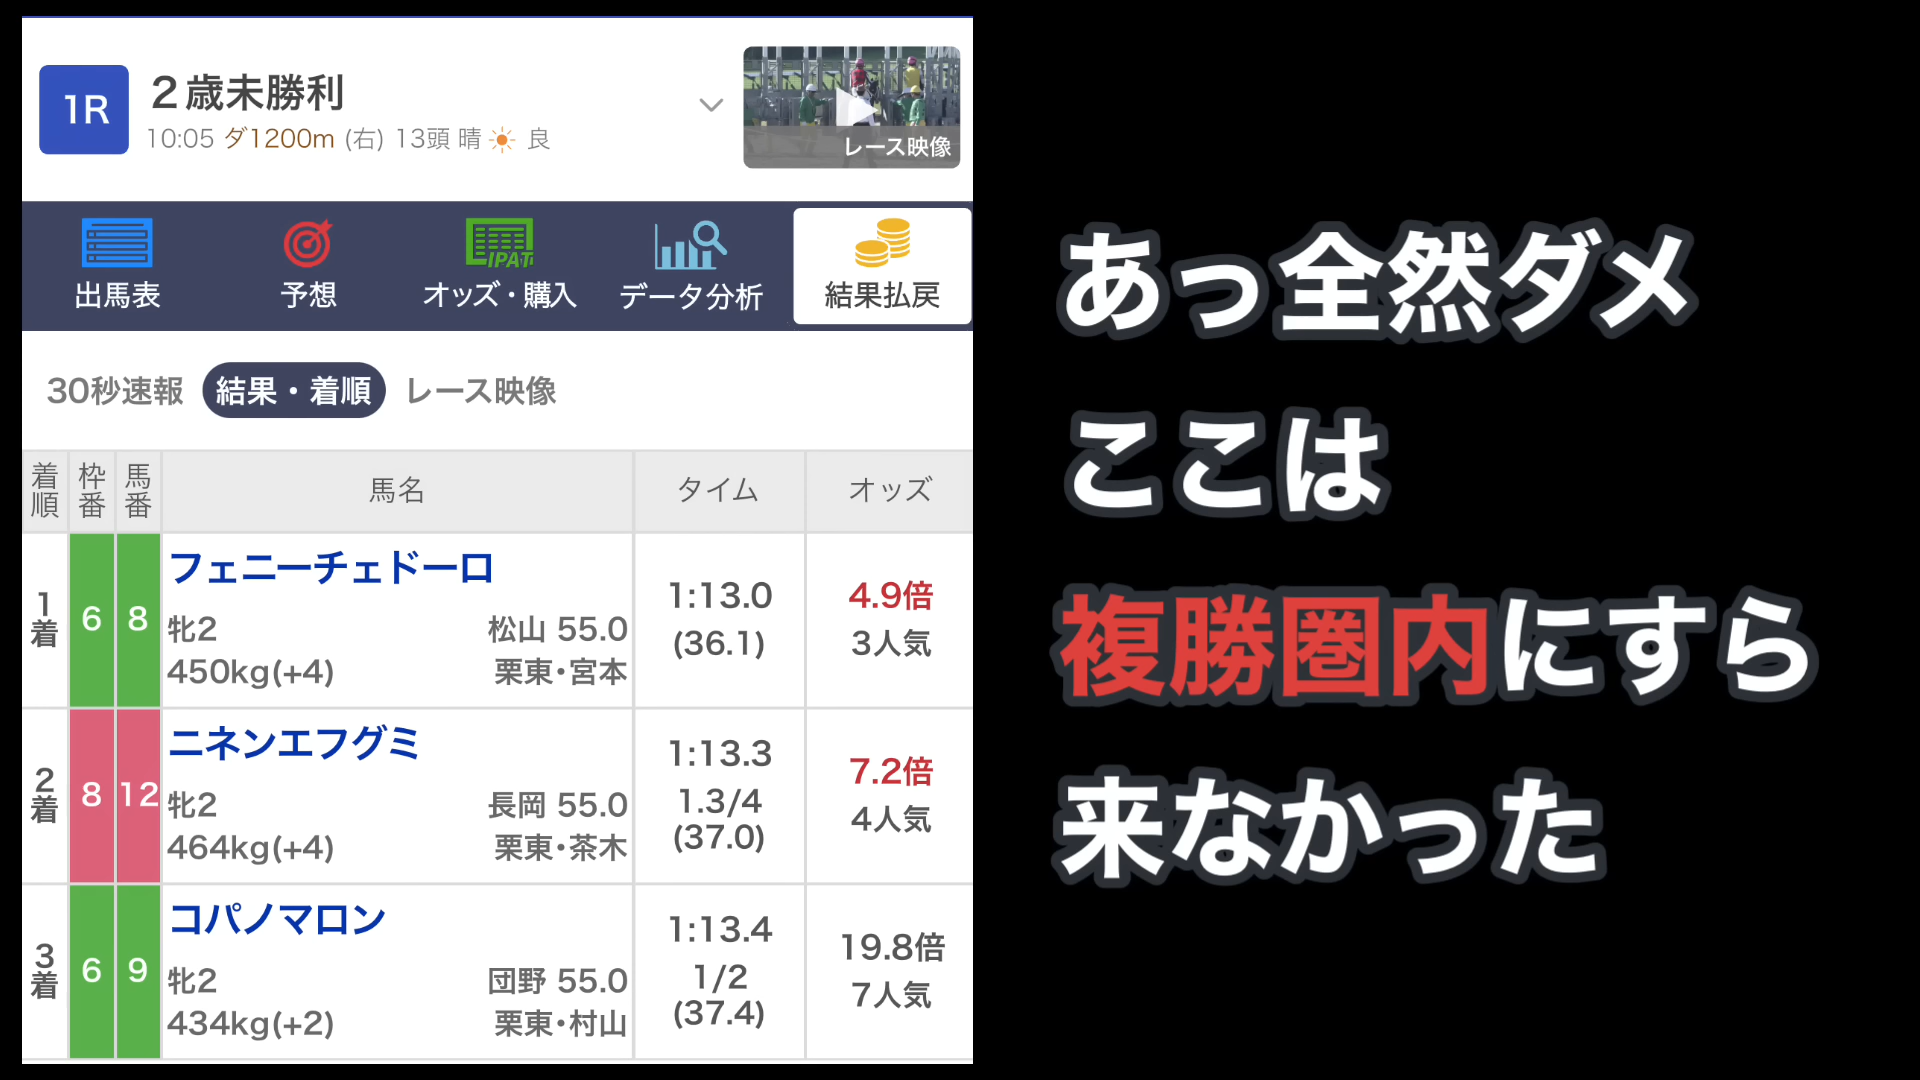 1R
2歳未勝利
10:05 ダ1200m (右) 13頭 晴 良
レース映像
出馬表
予想
IPAT
オッズ・購入
データ分析
結果払戻
30秒速報 結果・着順 レース映像
着順 枠番 馬番 馬名 タイム オッズ
1着 6 8
フェニーチェドーロ
牝2 松山 55.0
450kg(+4) 栗東・宮本
1:13.0
(36.1)
4.9倍
3人気
2着 8 12
ニネンエフグミ
牝2 長岡 55.0
464kg(+4) 栗東・茶木
1:13.3
1.3/4
(37.0)
7.2倍
4人気
3着 6 9
コパノマロン
牝2 団野 55.0
434kg(+2) 栗東・村山
1:13.4
1/2
(37.4)
19.8倍
7人気
あっ全然ダメ
ここは
複勝圏内にすら
来なかった